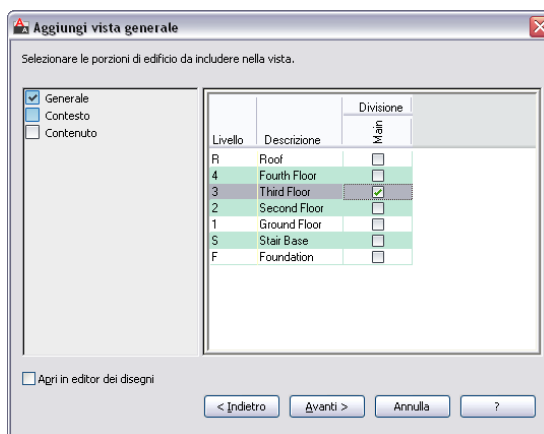 Aggiungi vista generale
Selezionare le porzioni di edificio da includere nella vista.
Generale
Contesto
Contenuto
Divisione
Livello Descrizione Main
R Roof
4 Fourth Floor
3 Third Floor
2 Second Floor
1 Ground Floor
S Stair Base
F Foundation
Apri in editor dei disegni
< Indietro Avanti > Annulla ?